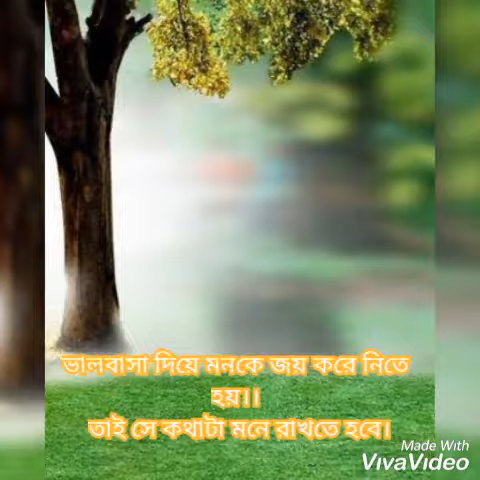 ভালবাসা দিয়ে মনকে জয় করে নিতে
হয়।।
তাই সে কথাটা মনে রাখতে হবে।
Made With
VivaVideo